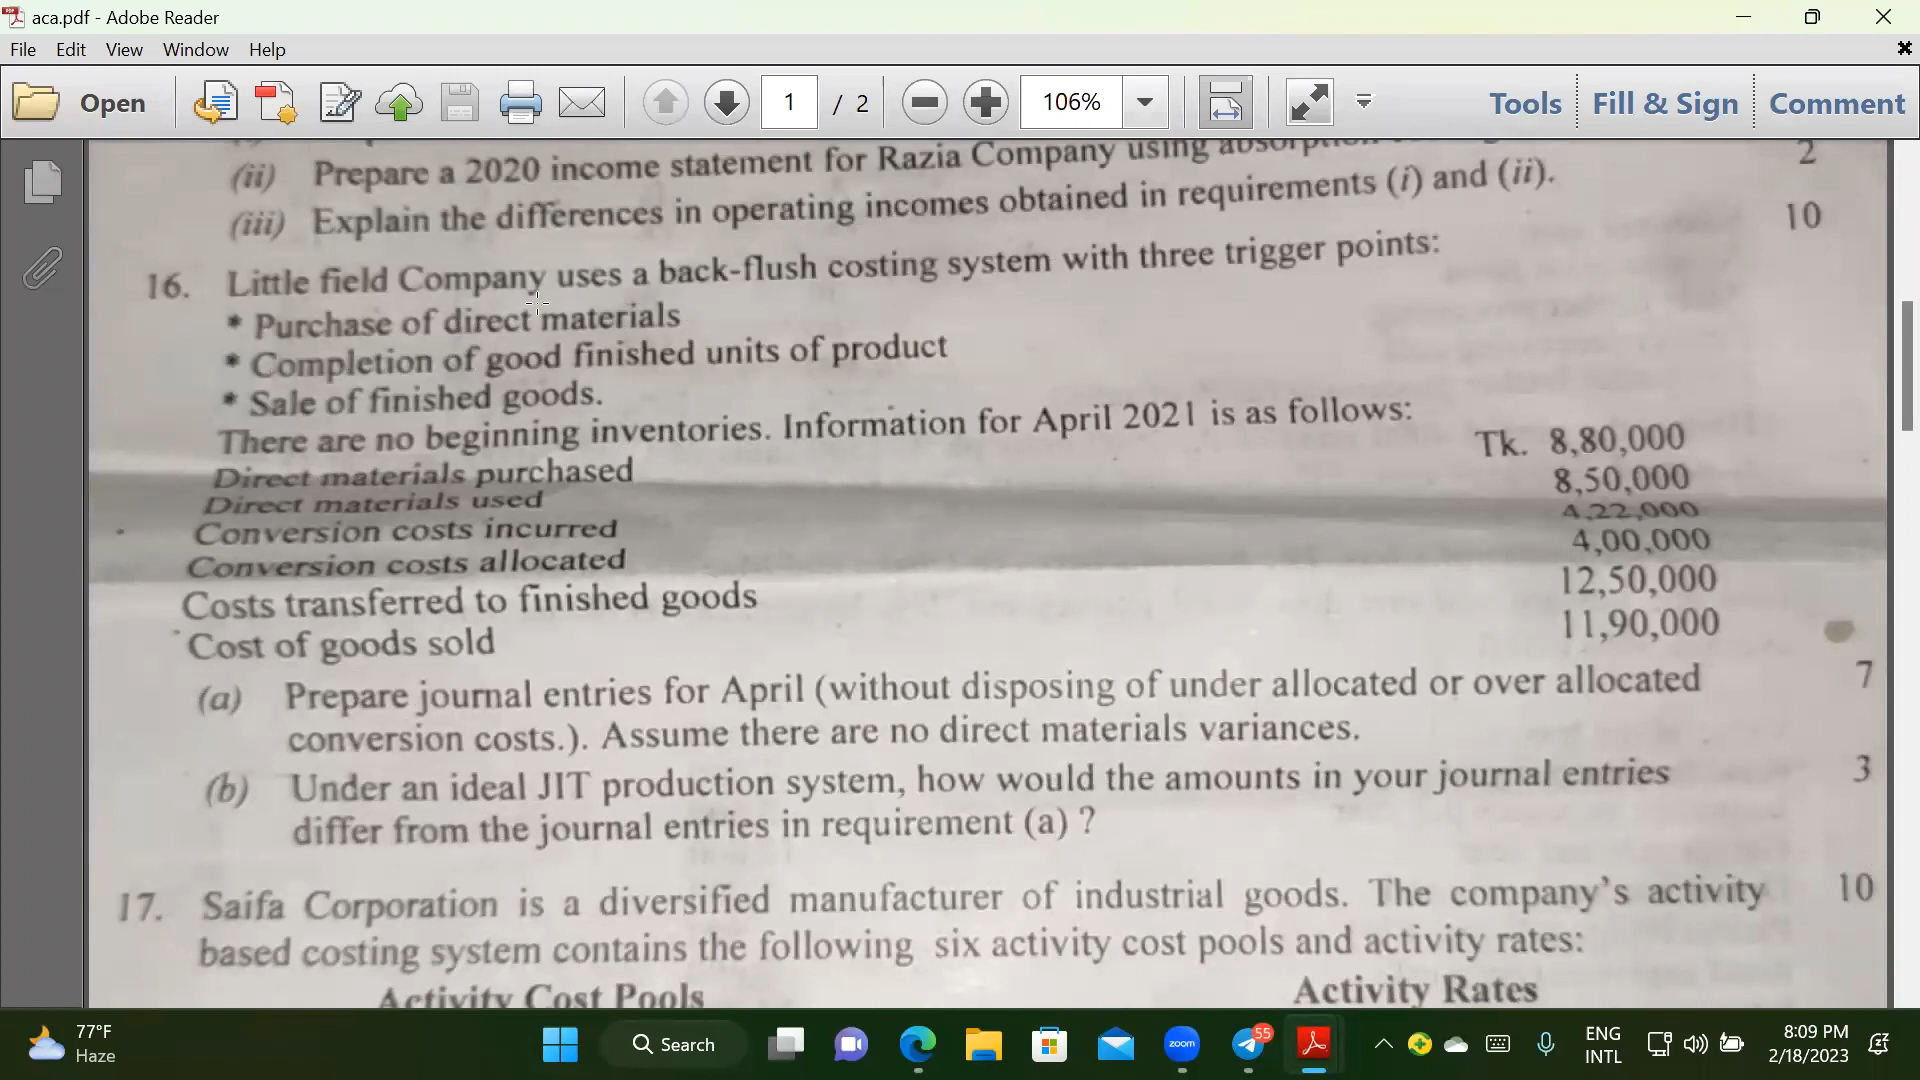 aca.pdf - Adobe Reader
File Edit View Window Help
Open 1 / 2 106% Tools Fill & Sign Comment
(ii) Prepare a 2020 income statement for Razia Company using
2
(iii) Explain the differences in operating incomes obtained in requirements (i) and (ii).
10
16. Little field Company uses a back-flush costing system with three trigger points:
* Purchase of direct materials
* Completion of good finished units of product
* Sale of finished goods.
There are no beginning inventories. Information for April 2021 is as follows:
Direct materials purchased Tk. 8,80,000
Direct materials used 8,50,000
Conversion costs incurred 4,22,000
Conversion costs allocated 4,00,000
Costs transferred to finished goods 12,50,000
Cost of goods sold 11,90,000
(a) Prepare journal entries for April (without disposing of under allocated or over allocated 7
conversion costs.). Assume there are no direct materials variances.
(b) Under an ideal JIT production system, how would the amounts in your journal entries 3
differ from the journal entries in requirement (a) ?
17. Saifa Corporation is a diversified manufacturer of industrial goods. The company's activity 10
based costing system contains the following six activity cost pools and activity rates:
Activity Cost Pools Activity Rates
77°F
Haze
Search
zoom
55
ENG
INTL
8:09 PM
2/18/2023